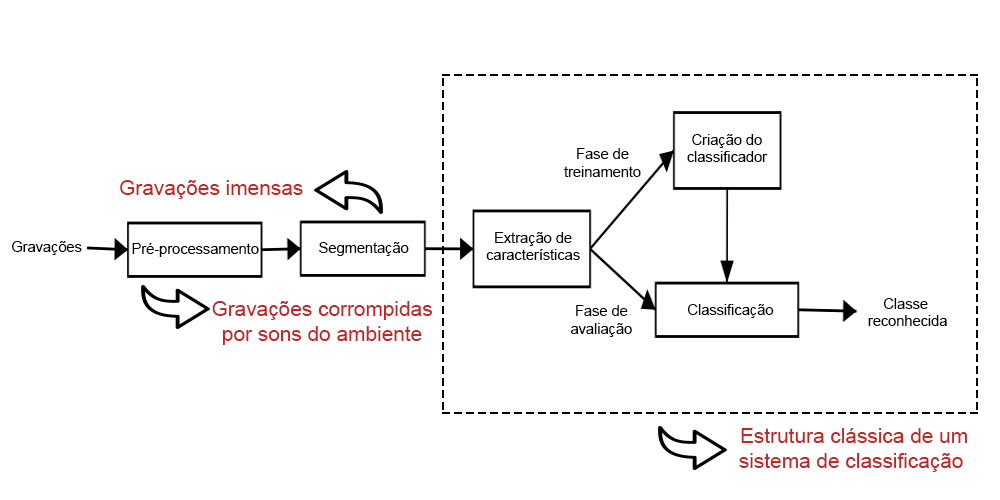 Criação do
classificador
Fase de
treinamento
Gravações imensas
Gravações
Pré-processamento
Segmentação
Extração de
características
Gravações corrompidas
por sons do ambiente
Fase de
avaliação
Classificação
Classe
reconhecida
Estrutura clássica de um
sistema de classificação